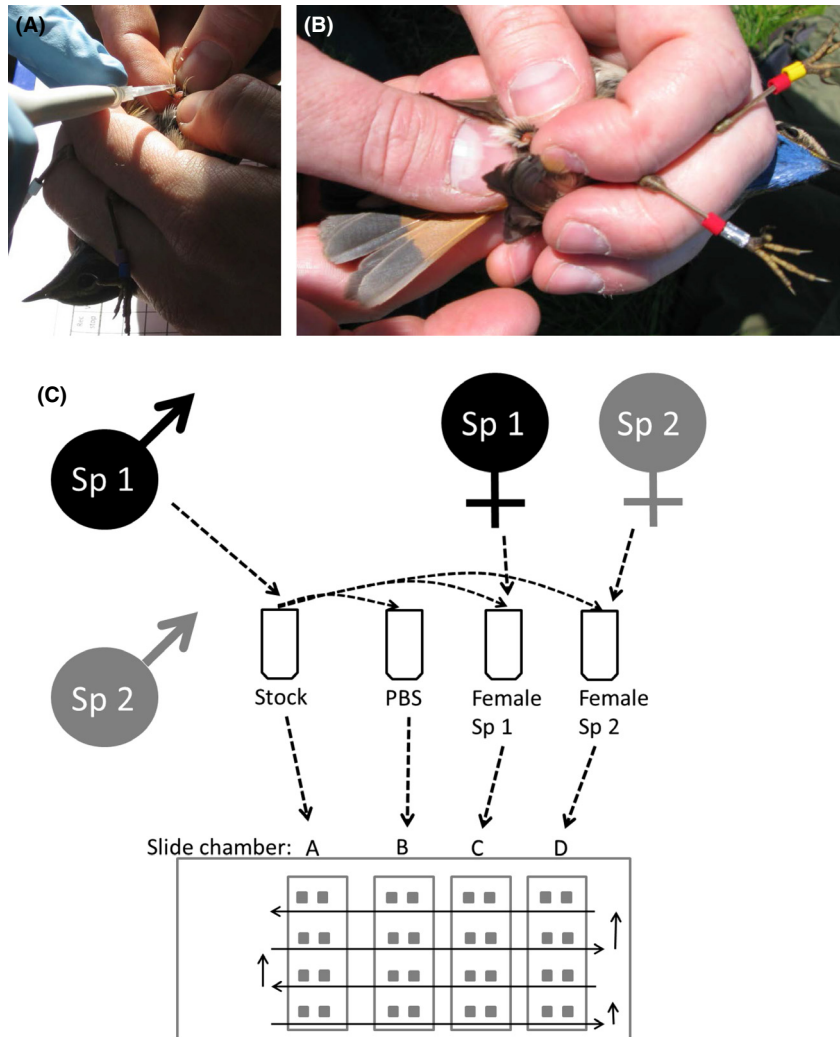 (A)
(B)
(C)
Sp 1
Sp 1
Sp 2
Sp 2
Stock
PBS
Female
Sp 1
Female
Sp 2
Slide chamber: A B C D